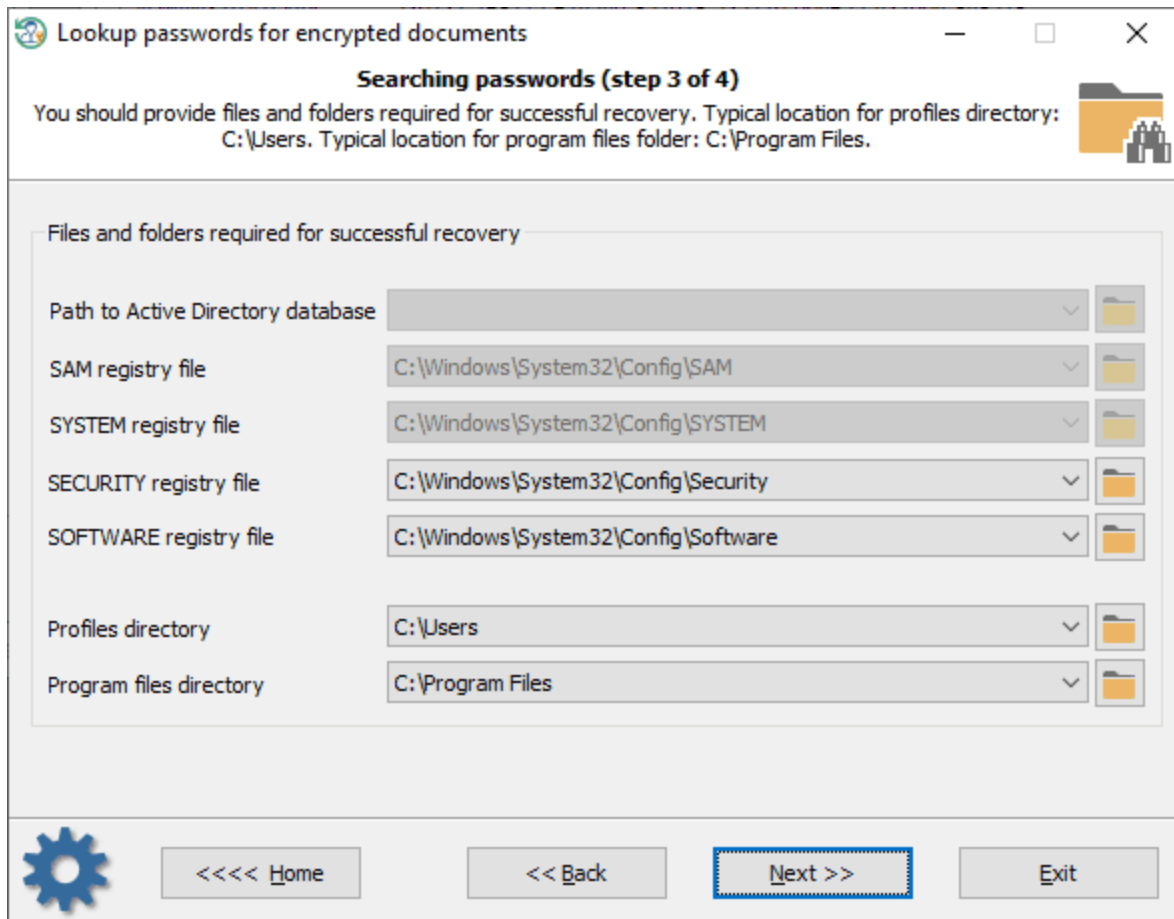 Lookup passwords for encrypted documents
Searching passwords (step 3 of 4)
You should provide files and folders required for successful recovery. Typical location for profiles directory:
C:\Users. Typical location for program files folder: C:\Program Files.
Files and folders required for successful recovery
Path to Active Directory database
SAM registry file C:\Windows\System32\Config\SAM
SYSTEM registry file C:\Windows\System32\Config\SYSTEM
SECURITY registry file C:\Windows\System32\Config\Security
SOFTWARE registry file C:\Windows\System32\Config\Software
Profiles directory C:\Users
Program files directory C:\Program Files
<<<< Home << Back Next >> Exit